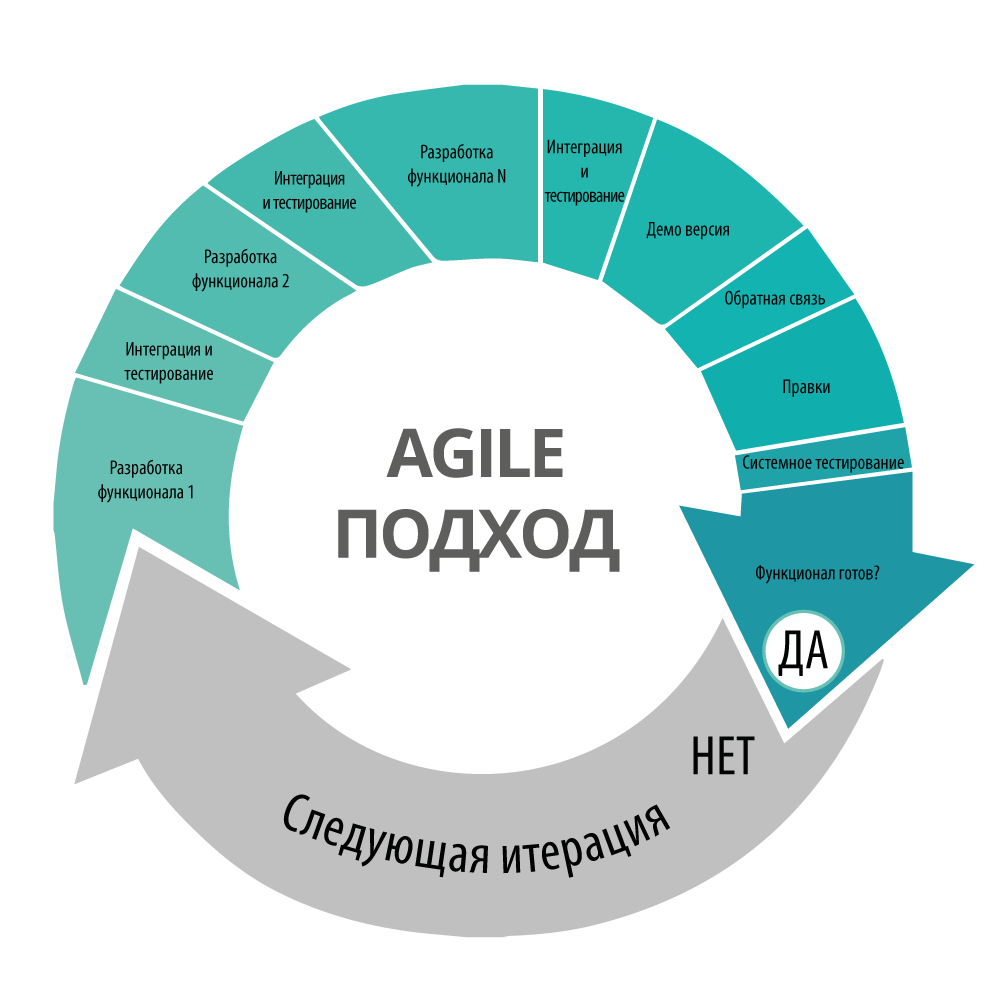 AGILE
ПОДХОД
Разработка
функционала 1
Интеграция и
тестирование
Разработка
функционала 2
Интеграция
и тестирование
Разработка
функционала N
Интеграция
и
тестирование
Демо версия
Обратная связь
Правки
Системное тестирование
Функционал готов?
ДА
НЕТ
Следующая итерация